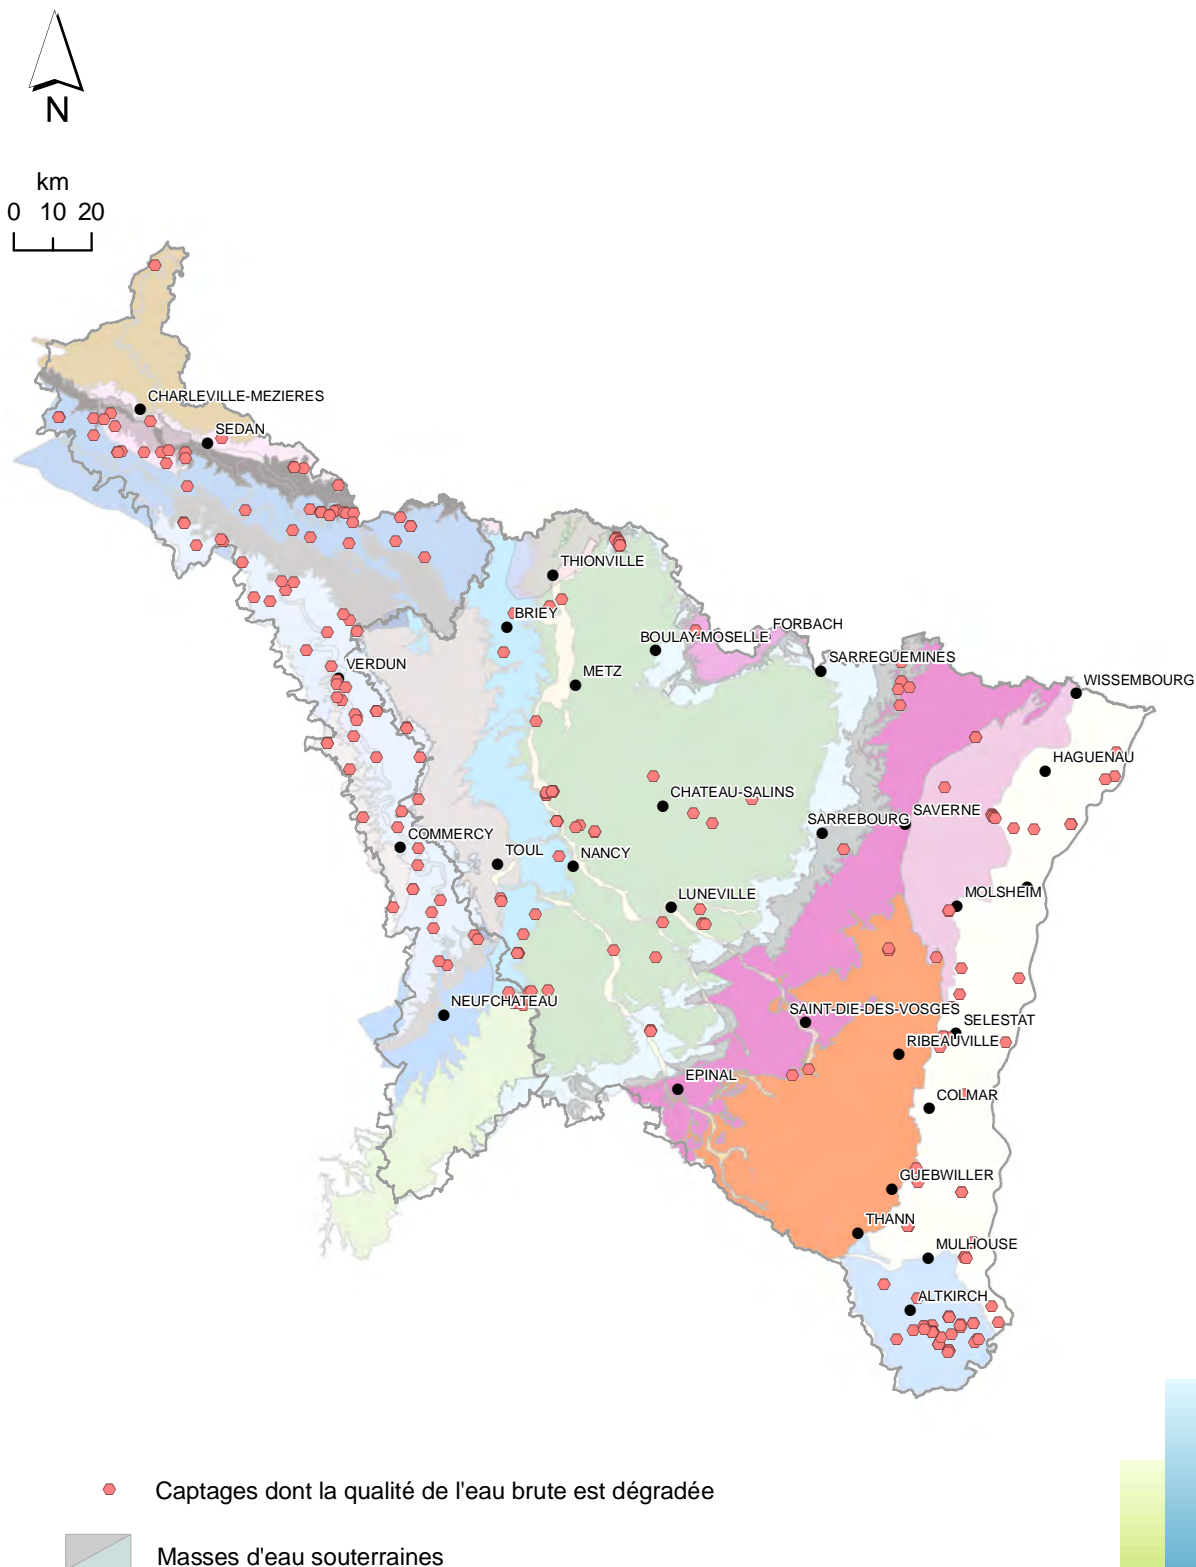 N
km
0 10 20
CHARLEVILLE-MEZIERES
SEDAN
THIONVILLE
BRIEY
FORBACH
BOULAY-MOSELLE
SARREGUEMINES
VERDUN
METZ
WISSEMBOURG
HAGUENAU
CHATEAU-SALINS
SAVERNE
SARREBOURG
COMMERCY
TOUL
NANCY
LUNEVILLE
MOLSHEIM
NEUFCHATEAU
SAINT-DIE-DES-VOSGES
SELESTAT
RIBEAUVILLE
EPINAL
COLMAR
GUEBWILLER
THANN
MULHOUSE
ALTKIRCH
Captages dont la qualité de l'eau brute est dégradée
Masses d'eau souterraines